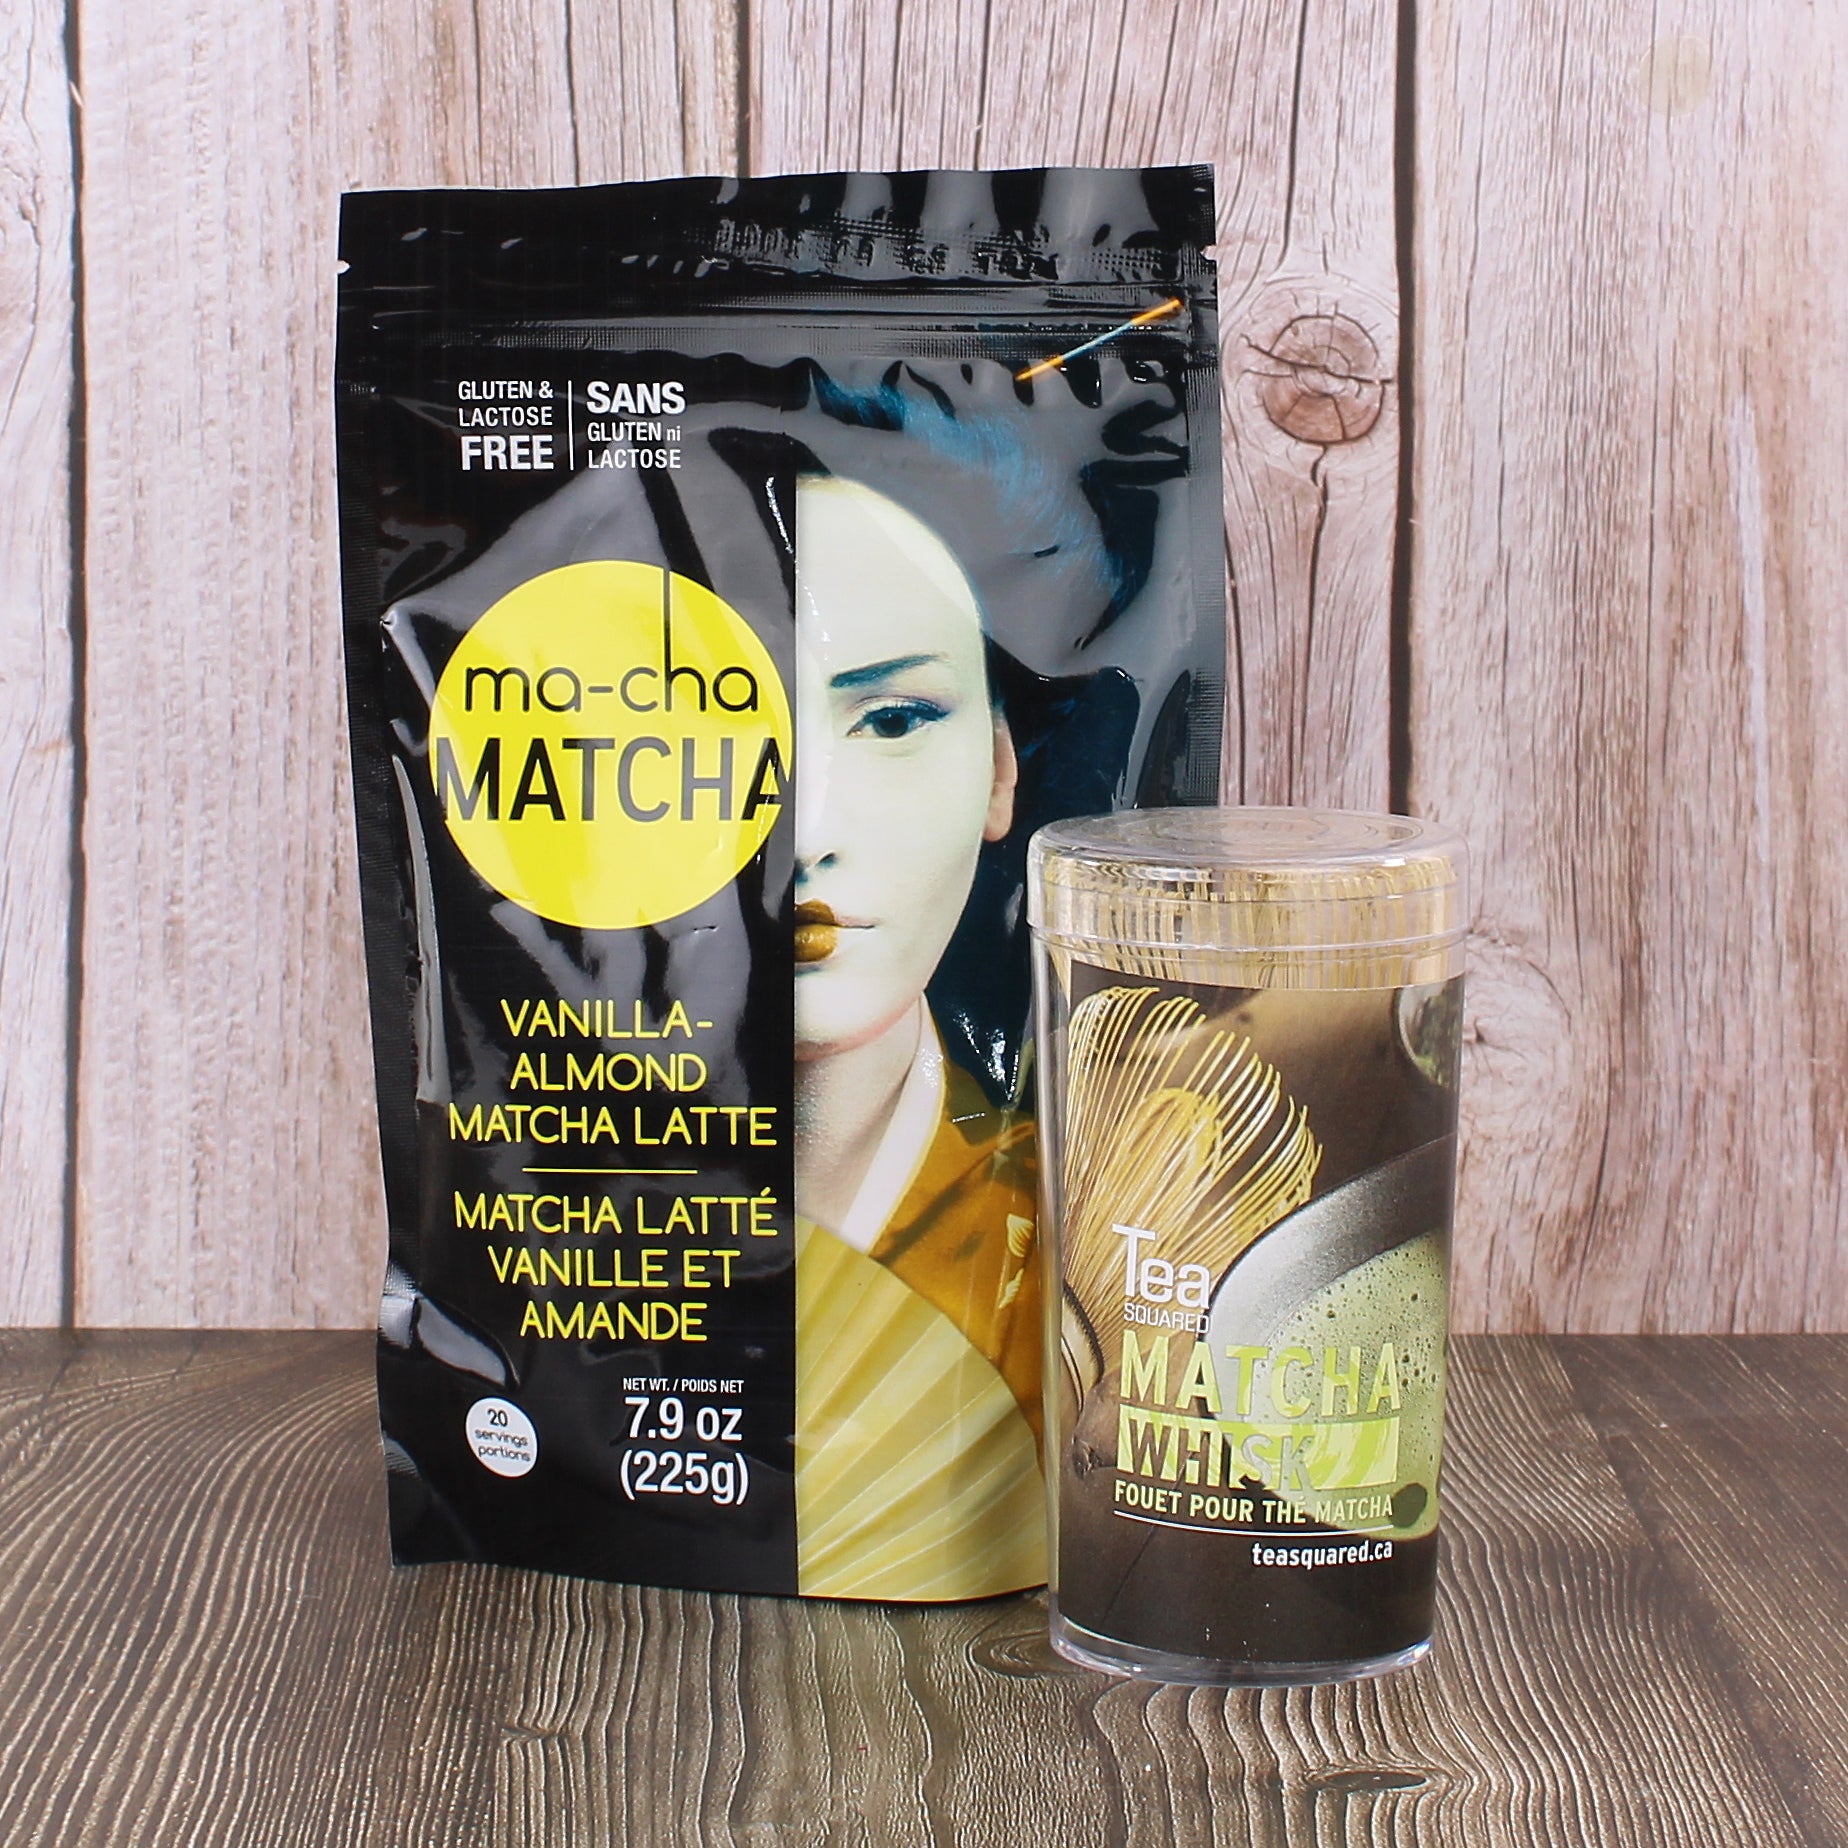 GLUTEN &
LACTOSE
FREE
SANS
GLUTEN ni
LACTOSE
ma-cha
MATCHA
VANILLA-
ALMOND
MATCHA LATTE
MATCHA LATTÉ
VANILLE ET
AMANDE
20
servings
portions
NET WT. / POIDS NET
7.9 oz
(225g)
Tea
SQUARED
MATCHA
WHISK
FOUET POUR THÉ MATCHA
teasquared.ca